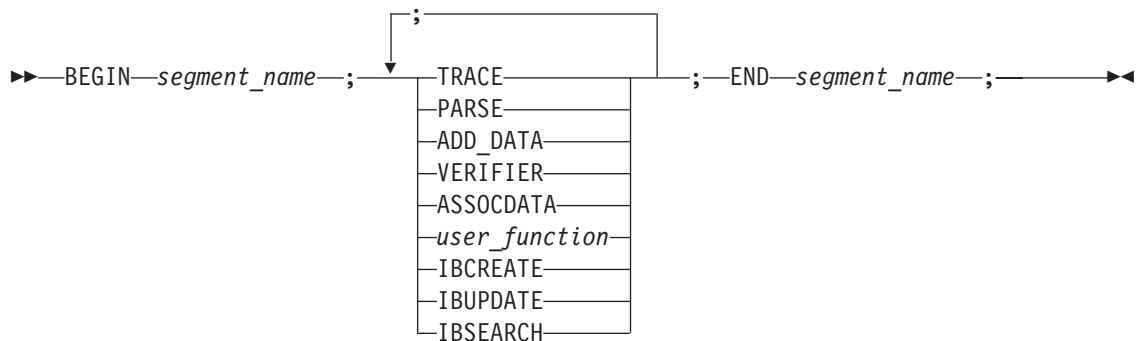 ;
BEGIN segment_name ; TRACE ; END segment_name ;
PARSE
ADD_DATA
VERIFIER
ASSOCDATA
user_function
IBCREATE
IBUPDATE
IBSEARCH